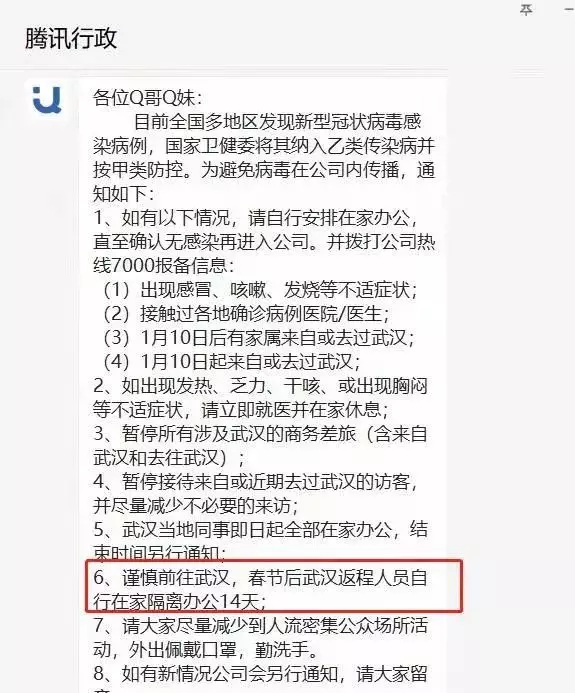 腾讯行政
各位Q哥Q妹：
目前全国多地区发现新型冠状病毒感
染病例，国家卫健委将其纳入乙类传染病并
按甲类防控。为避免病毒在公司内传播，通
知如下：
1、如有以下情况，请自行安排在家办公，
直至确认无感染再进入公司。并拨打公司热
线7000报备信息：
（1）出现感冒、咳嗽、发烧等不适症状；
（2）接触过各地确诊病例医院/医生；
（3）1月10日后有家属来自或去过武汉；
（4）1月10日起来自或去过武汉；
2、如出现发热、乏力、干咳、或出现胸闷
等不适症状，请立即就医并在家休息；
3、暂停所有涉及武汉的商务差旅（含来自
武汉和去往武汉）；
4、暂停接待来自或近期去过武汉的访客，
并尽量减少不必要的来访；
5、武汉当地同事即日起全部在家办公，结
束时间另行通知；
6、谨慎前往武汉，春节后武汉返程人员自
行在家隔离办公14天；
7、请大家尽量减少到人流密集公众场所活
动，外出佩戴口罩，勤洗手。
8、如有新情况公司会另行通知，请大家留